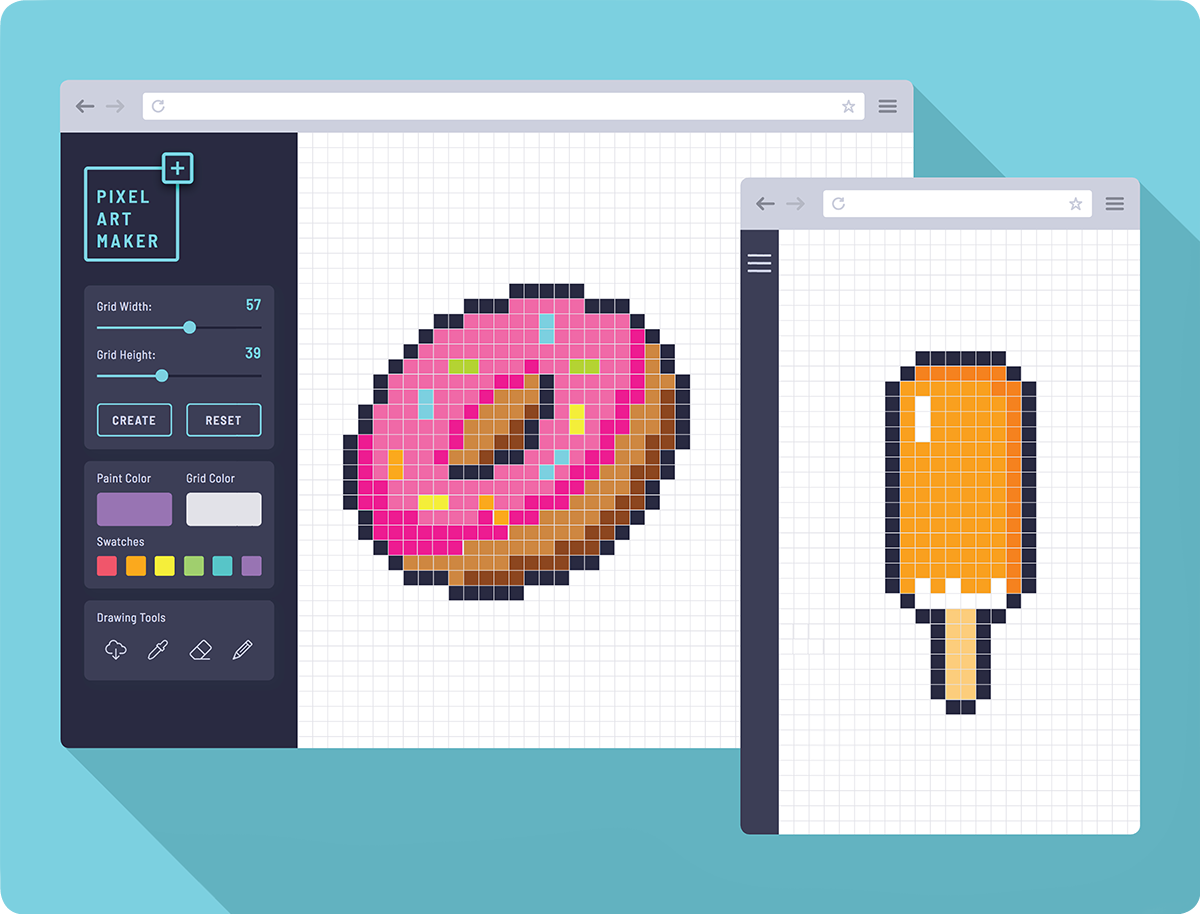 PIXEL
ART
MAKER
Grid Width: 57
Grid Height: 39
CREATE RESET
Paint Color Grid Color
Swatches
Drawing Tools